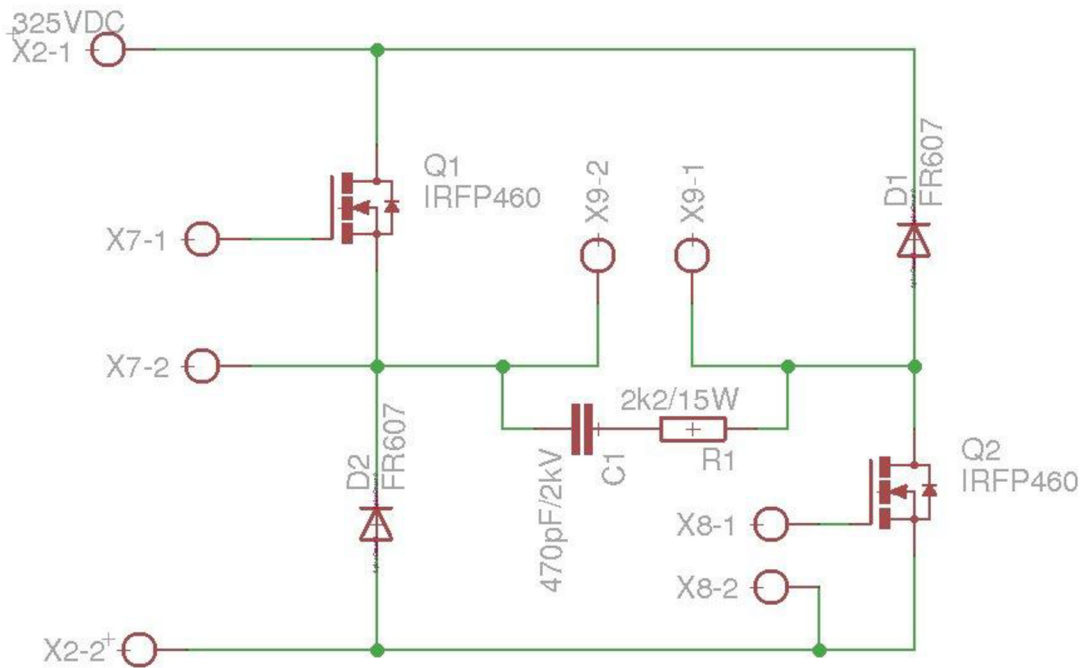 325VDC
X2-1
Q1
IRFP460
X9-2
X9-1
D1
FR607
X7-1
X7-2
2k2/15W
R1
C1
470pF/2kV
D2
FR607
Q2
IRFP460
X8-1
X8-2
X2-2